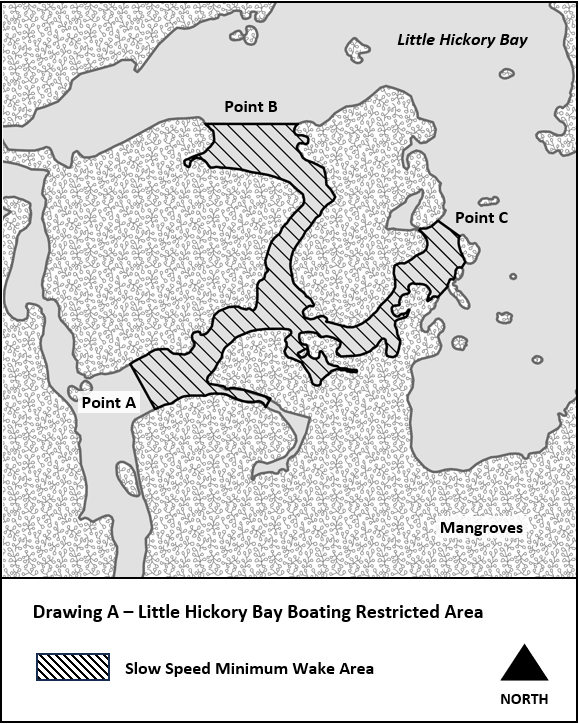 Little Hickory Bay
Point B
Point C
Point A
Mangroves
Drawing A – Little Hickory Bay Boating Restricted Area
Slow Speed Minimum Wake Area
NORTH